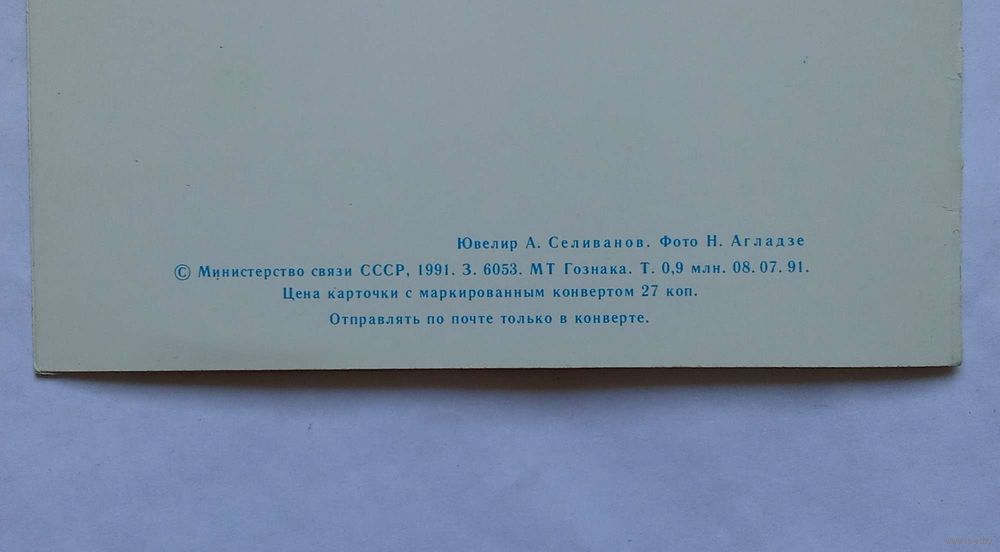 Ювелир А. Селиванов. Фото Н. Агладзе
© Министерство связи СССР, 1991. З. 6053. МТ Гознака. Т. 0,9 млн. 08.07.91.
Цена карточки с маркированным конвертом 27 коп.
Отправлять по почте только в конверте.